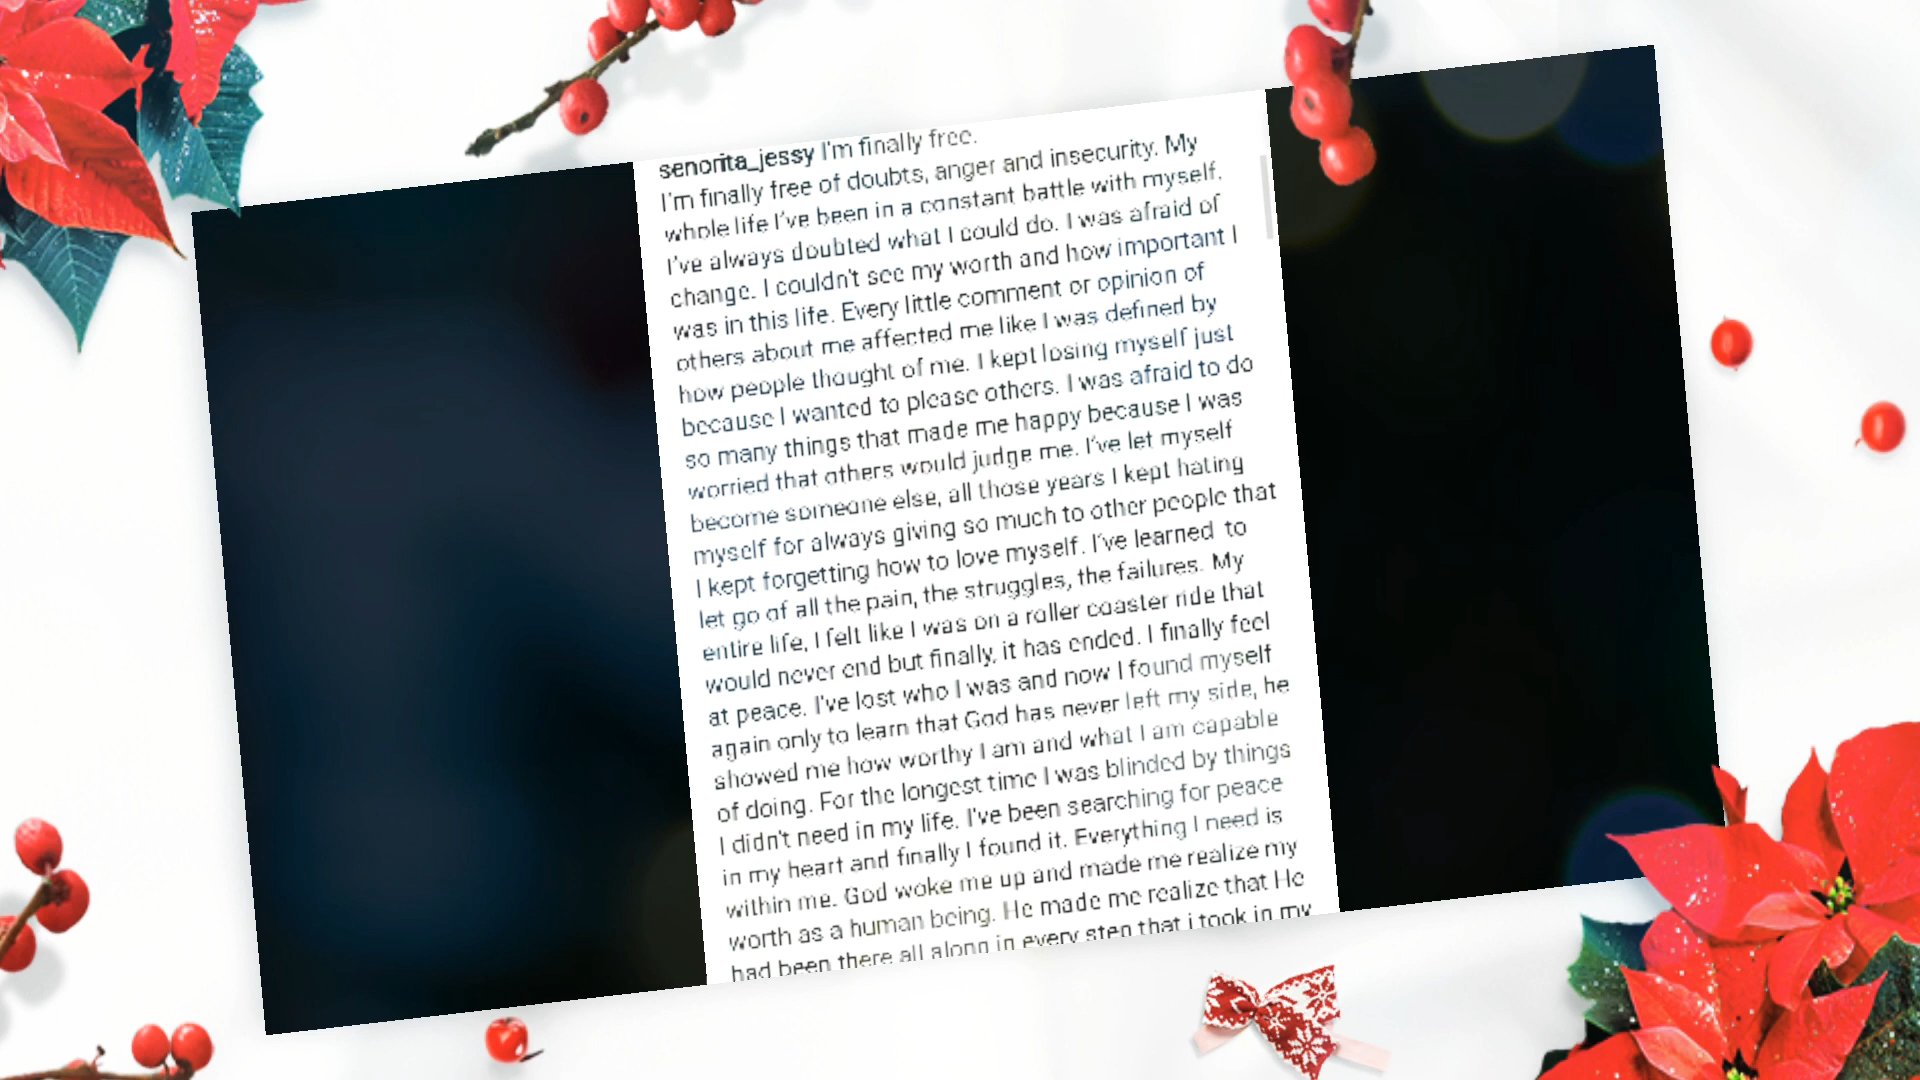 senorita_jessy I'm finally free.
I'm finally free of doubts, anger and insecurity. My
whole life I've been in a constant battle with myself.
I've always doubted what I could do. I was afraid of
change. I couldn't see my worth and how important I
was in this life. Every little comment or opinion of
others about me affected me like I was defined by
how people thought of me. I kept losing myself just
because I wanted to please others. I was afraid to do
so many things that made me happy because I was
worried that others would judge me. I've let myself
become someone else, all those years I kept hating
myself for always giving so much to other people that
I kept forgetting how to love myself. I've learned to
let go of all the pain, the struggles, the failures. My
entire life, I felt like I was on a roller coaster ride that
would never end but finally, it has ended. I finally feel
at peace. I've lost who I was and now I found myself
again only to learn that God has never left my side, he
showed me how worthy I am and what I am capable
of doing. For the longest time I was blinded by things
I didn't need in my life. I've been searching for peace
in my heart and finally I found it. Everything I need is
within me. God woke me up and made me realize my
worth as a human being. He made me realize that He
had been there all along in every step that i took in my